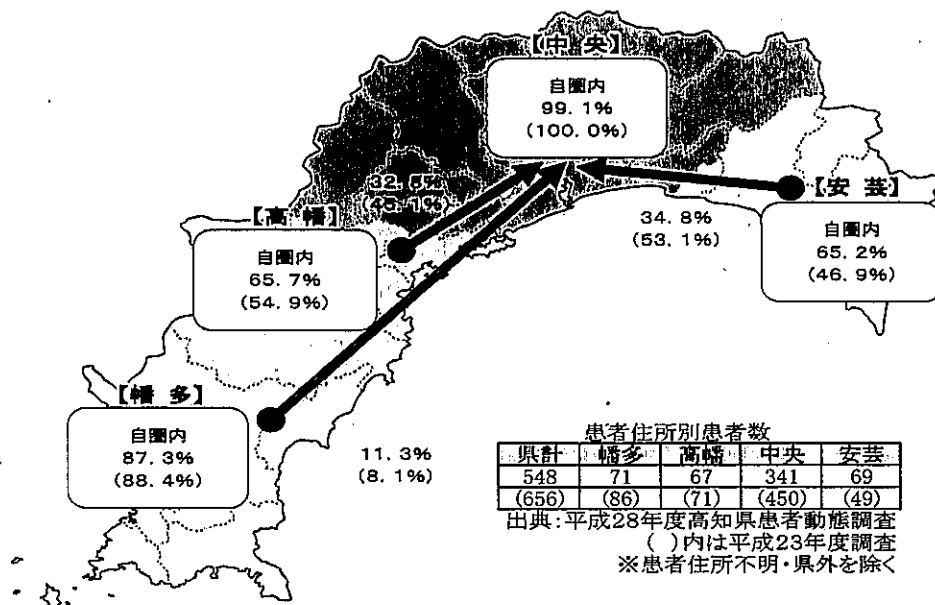 【中 央】
自圏内
99. 1%
(100. 0%)
32. 8%
(45. 1%)
【高 幡】
自圏内
65. 7%
(54. 9%)
34. 8%
(53. 1%)
【安 芸】
自圏内
65. 2%
(46. 9%)
【幡 多】
自圏内
87. 3%
(88. 4%)
11. 3%
(8. 1%)
患者住所別患者数
県計 幡多 高幡 中央 安芸
548 71 67 341 69
(656) (86) (71) (450) (49)
出典:平成28年度高知県患者動態調査
( )内は平成23年度調査
※患者住所不明・県外を除く